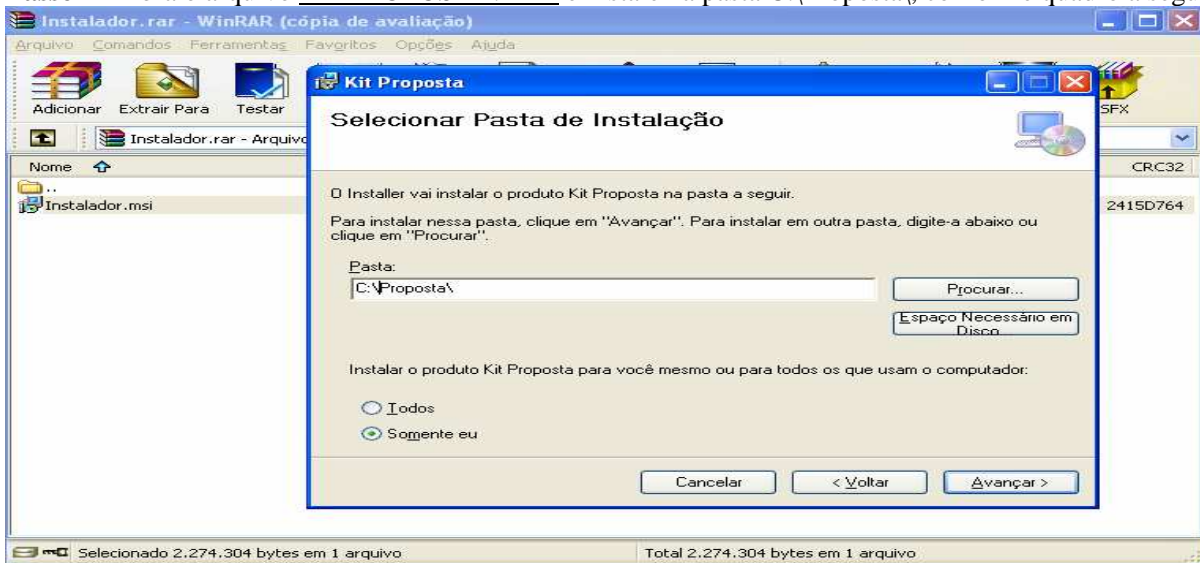 Instalador.rar - WinRAR (cópia de avaliação)
Arquivo Comandos Ferramentas Favoritos Opções Ajuda
Adicionar Extrair Para Testar SFX
Instalador.rar - Arquivo
Nome CRC32
..
Instalador.msi 2415D764
Kit Proposta
Selecionar Pasta de Instalação
O Installer vai instalar o produto Kit Proposta na pasta a seguir.
Para instalar nessa pasta, clique em "Avançar". Para instalar em outra pasta, digite-a abaixo ou
clique em "Procurar".
Pasta:
C:\Proposta\
Procurar...
Espaço Necessário em
Disco...
Instalar o produto Kit Proposta para você mesmo ou para todos os que usam o computador:
Todos
Somente eu
Cancelar < Voltar Avançar >
Selecionado 2.274.304 bytes em 1 arquivo Total 2.274.304 bytes em 1 arquivo